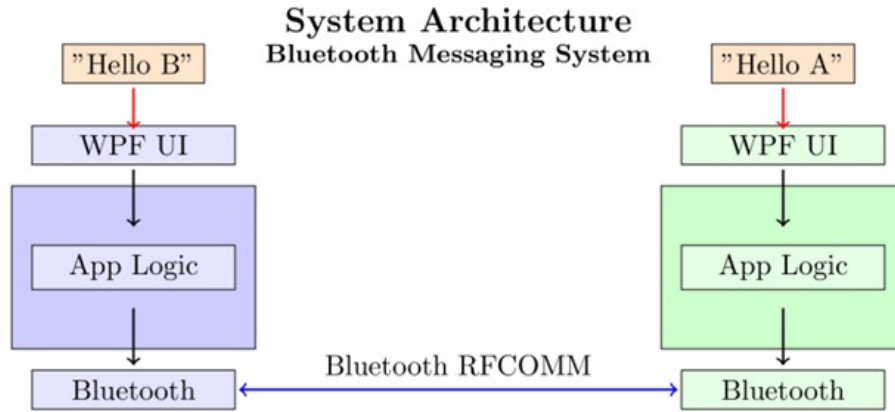 System Architecture
Bluetooth Messaging System
”Hello B”
”Hello A”
WPF UI
WPF UI
App Logic
App Logic
Bluetooth RFCOMM
Bluetooth
Bluetooth